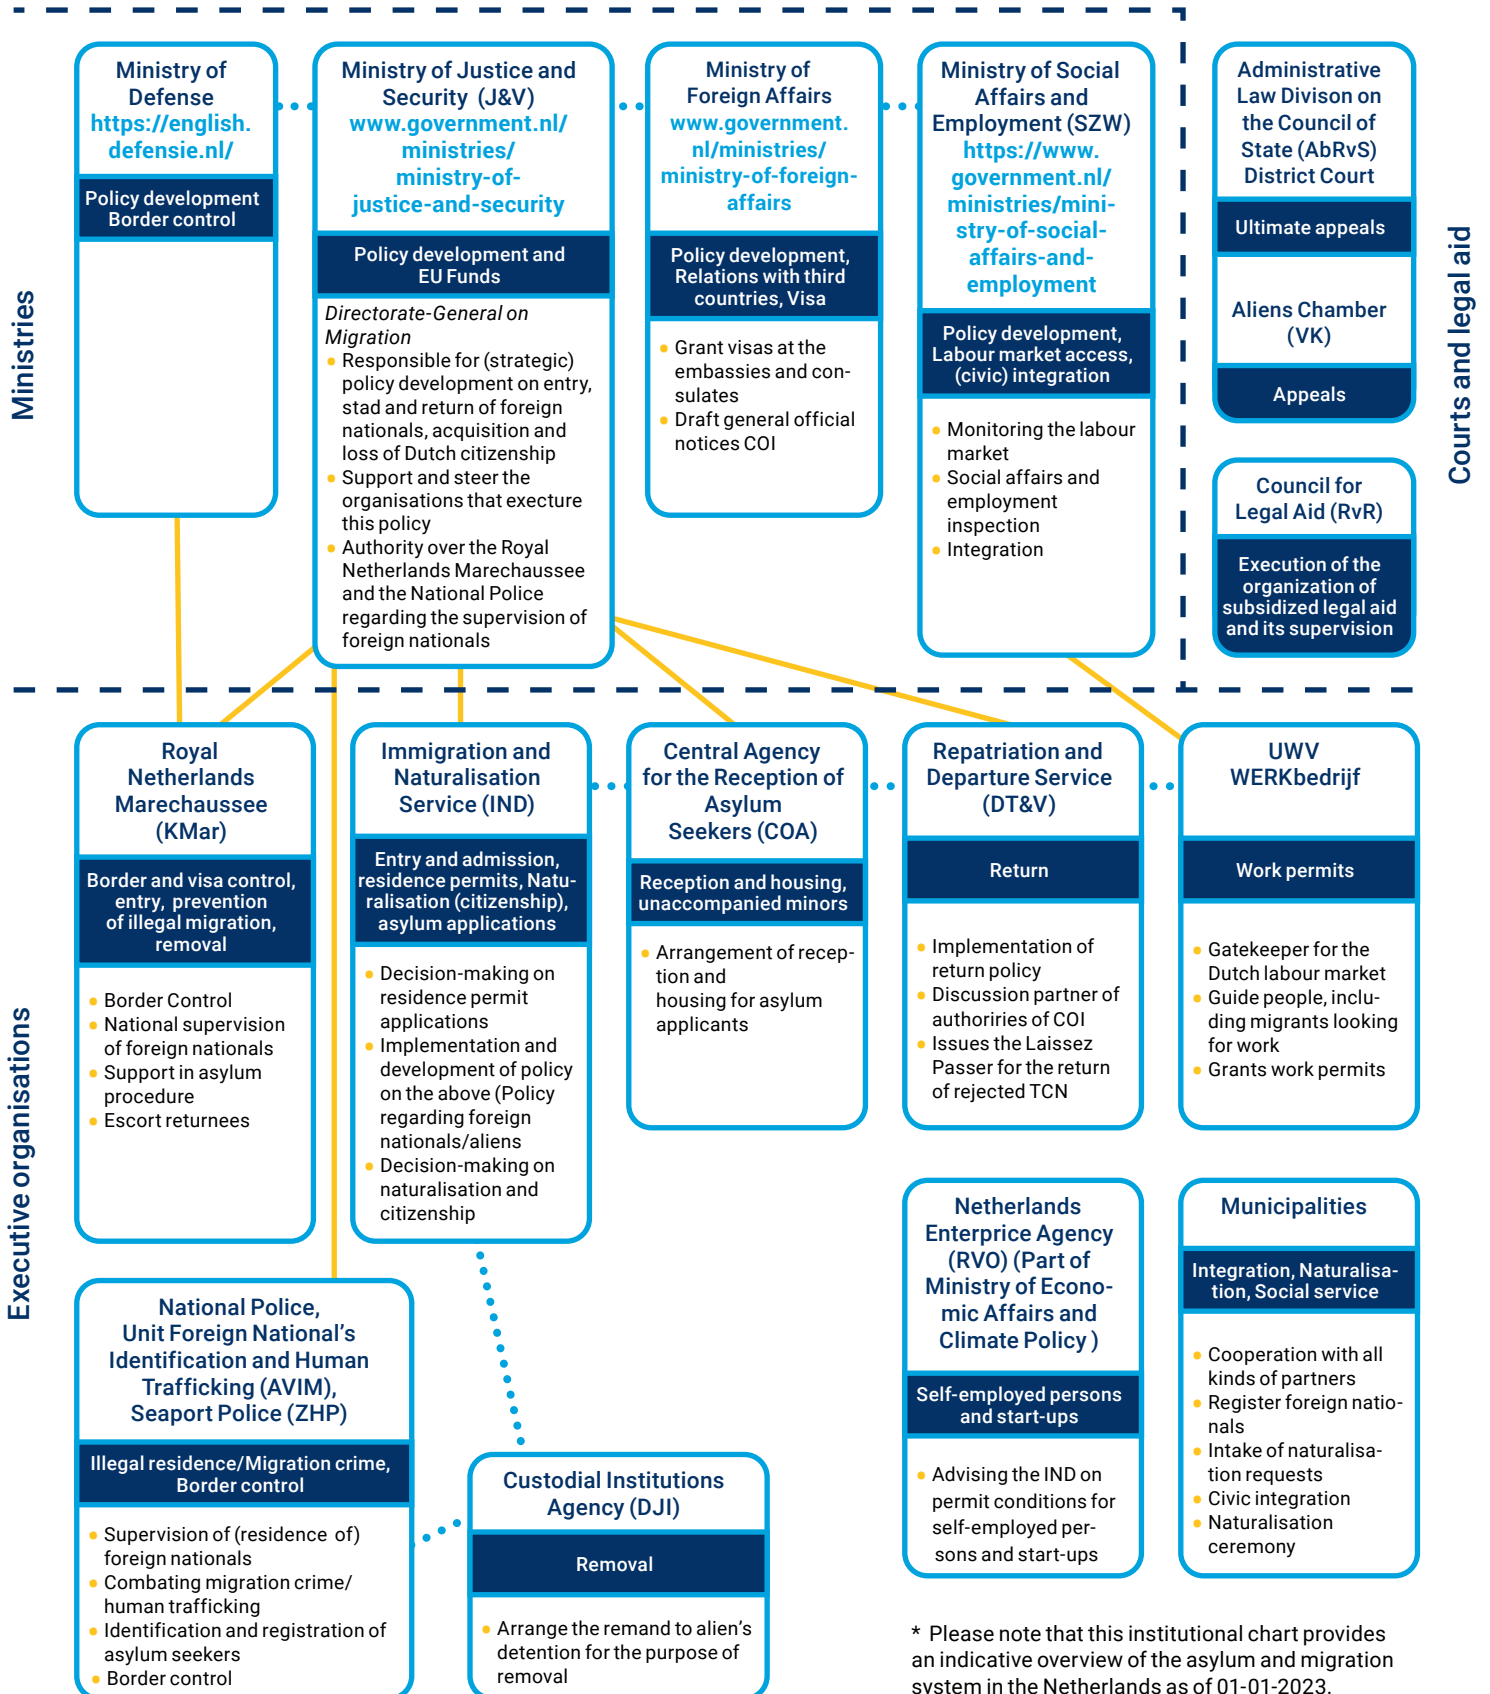 Ministries
Ministry of
Defense
https://english.
defensie.nl/
Policy development
Border control
Ministry of Justice and
Security (J&V)
www.government.nl/
ministries/
ministry-of-
justice-and-security
Policy development and
EU Funds
Directorate-General on
Migration
• Responsible for (strategic)
policy development on entry,
stad and return of foreign
nationals, acquisition and
loss of Dutch citizenship
• Support and steer the
organisations that execture
this policy
• Authority over the Royal
Netherlands Marechaussee
and the National Police
regarding the supervision of
foreign nationals
Ministry of
Foreign Affairs
www.government.
nl/ministries/
ministry-of-foreign-
affairs
Policy development,
Relations with third
countries, Visa
• Grant visas at the
embassies and con-
sulates
• Draft general official
notices COI
Ministry of Social
Affairs and
Employment (SZW)
https://www.
government.nl/
ministries/mini-
stry-of-social-
affairs-and-
employment
Policy development,
Labour market access,
(civic) integration
• Monitoring the labour
market
• Social affairs and
employment
inspection
• Integration
Courts and legal aid
Administrative
Law Divison on
the Council of
State (AbRvS)
District Court
Ultimate appeals
Aliens Chamber
(VK)
Appeals
Council for
Legal Aid (RvR)
Execution of the
organization of
subsidized legal aid
and its supervision
Executive organisations
Royal
Netherlands
Marechaussee
(KMar)
Border and visa control,
entry, prevention
of illegal migration,
removal
• Border Control
• National supervision
of foreign nationals
• Support in asylum
procedure
• Escort returnees
Immigration and
Naturalisation
Service (IND)
Entry and admission,
residence permits, Natu-
ralisation (citizenship),
asylum applications
• Decision-making on
residence permit
applications
• Implementation and
development of policy
on the above (Policy
regarding foreign
nationals/aliens
• Decision-making on
naturalisation and
citizenship
Central Agency
for the Reception of
Asylum
Seekers (COA)
Reception and housing,
unaccompanied minors
• Arrangement of recep-
tion and
housing for asylum
applicants
Repatriation and
Departure Service
(DT&V)
Return
• Implementation of
return policy
• Discussion partner of
authoriries of COI
• Issues the Laissez
Passer for the return
of rejected TCN
UWV
WERKbedrijf
Work permits
• Gatekeeper for the
Dutch labour market
• Guide people, inclu-
ding migrants looking
for work
• Grants work permits
National Police,
Unit Foreign National's
Identification and Human
Trafficking (AVIM),
Seaport Police (ZHP)
Illegal residence/Migration crime,
Border control
• Supervision of (residence of)
foreign nationals
• Combating migration crime/
human trafficking
• Identification and registration of
asylum seekers
• Border control
Custodial Institutions
Agency (DJI)
Removal
• Arrange the remand to alien's
detention for the purpose of
removal
Netherlands
Enterprice Agency
(RVO) (Part of
Ministry of Econo-
mic Affairs and
Climate Policy )
Self-employed persons
and start-ups
• Advising the IND on
permit conditions for
self-employed per-
sons and start-ups
Municipalities
Integration, Naturalisa-
tion, Social service
• Cooperation with all
kinds of partners
• Register foreign natio-
nals
• Intake of naturalisa-
tion requests
• Civic integration
• Naturalisation
ceremony
* Please note that this institutional chart provides
an indicative overview of the asylum and migration
system in the Netherlands as of 01-01-2023.